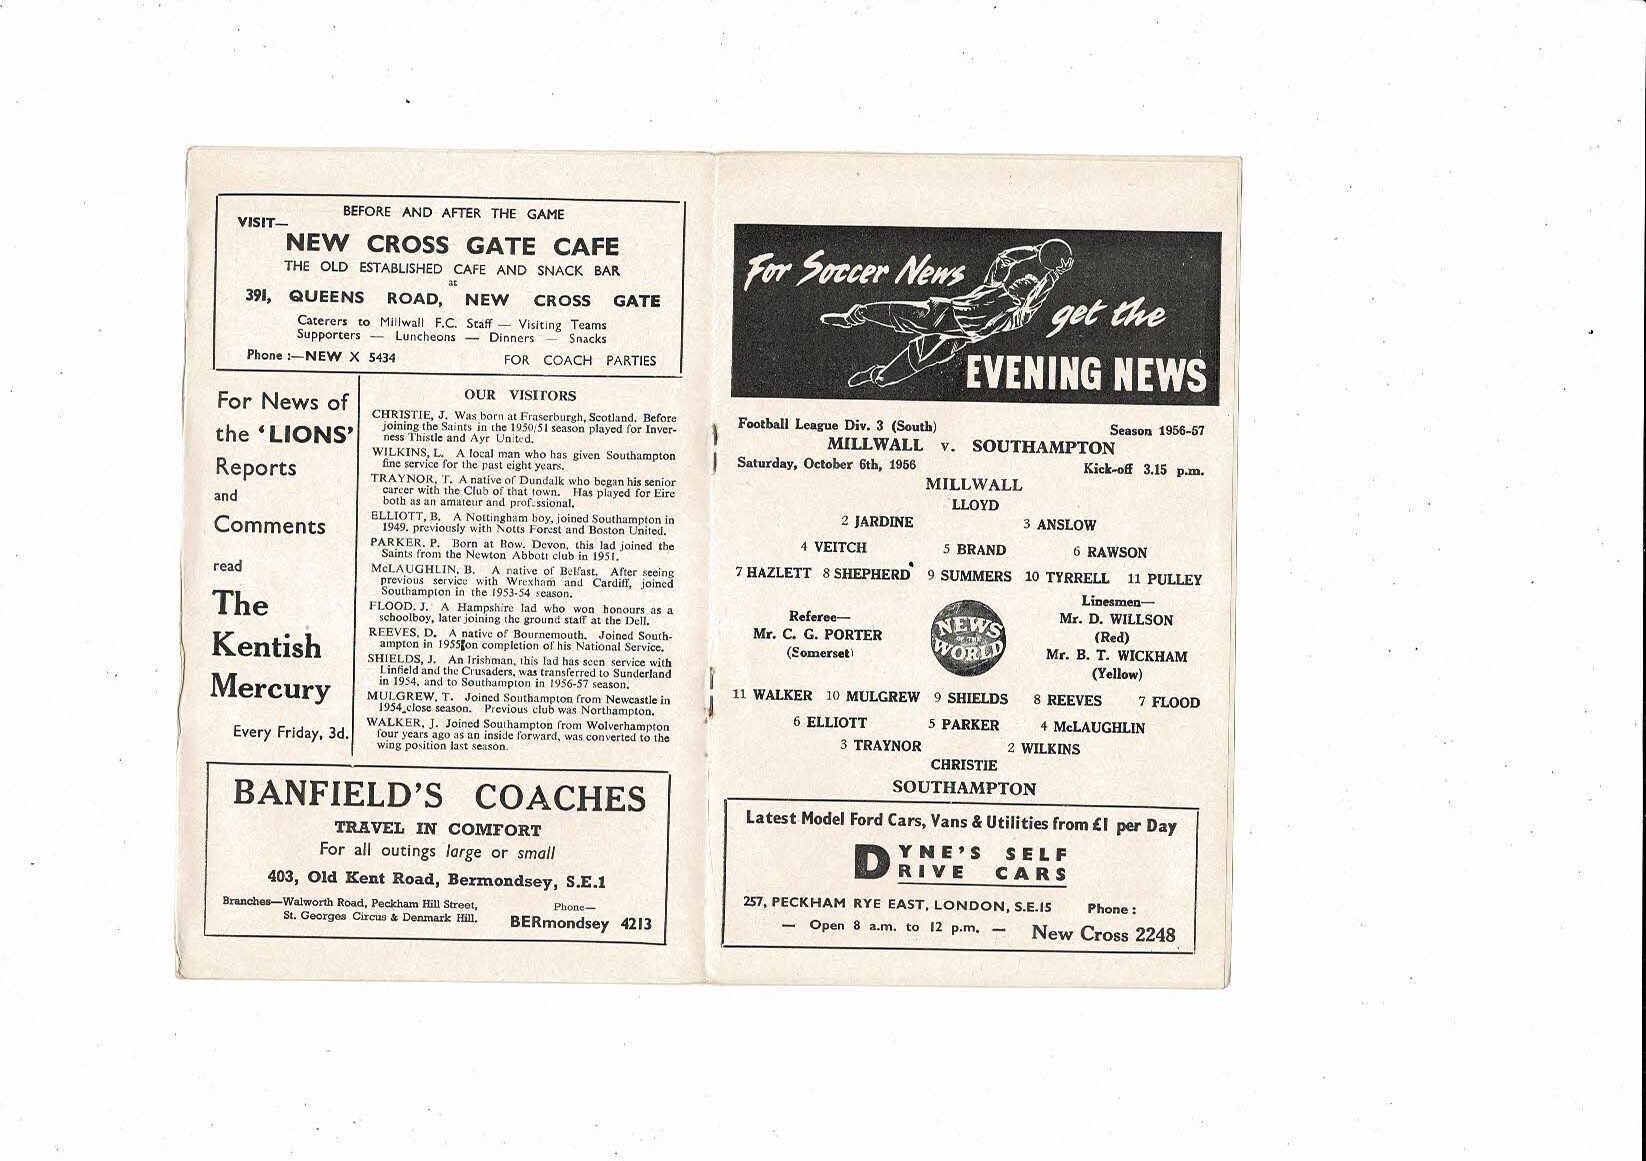 BEFORE AND AFTER THE GAME
VISIT—
NEW CROSS GATE CAFE
THE OLD ESTABLISHED CAFE AND SNACK BAR
at
391, QUEENS ROAD, NEW CROSS GATE
Caterers to Millwall F.C. Staff — Visiting Teams
Supporters — Luncheons — Dinners — Snacks
Phone :—NEW X 5434 FOR COACH PARTIES
For News of
the 'LIONS'
Reports
and
Comments
read
The
Kentish
Mercury
Every Friday, 3d.
OUR VISITORS
CHRISTIE, J. Was born at Fraserburgh, Scotland. Before
joining the Saints in the 1950/51 season played for Inver-
ness Thistle and Ayr United.
WILKINS, L. A local man who has given Southampton
fine service for the past eight years.
TRAYNOR, T. A native of Dundalk who began his senior
career with the Club of that town. Has played for Eire
both as an amateur and professional.
ELLIOTT, B. A Nottingham boy, joined Southampton in
1949, previously with Notts Forest and Boston United.
PARKER, P. Born at Bow, Devon, this lad joined the
Saints from the Newton Abbott club in 1951.
McLAUGHLIN, B. A native of Belfast. After seeing
previous service with Wrexham and Cardiff, joined
Southampton in the 1953-54 season.
FLOOD, J. A Hampshire lad who won honours as a
schoolboy, later joining the ground staff at the Dell.
REEVES, D. A native of Bournemouth. Joined South-
ampton in 1955 on completion of his National Service.
SHIELDS, J. An Irishman, this lad has seen service with
Linfield and the Crusaders, was transferred to Sunderland
in 1954, and to Southampton in 1956-57 season.
MULGREW, T. Joined Southampton from Newcastle in
1954 close season. Previous club was Northampton.
WALKER, J. Joined Southampton from Wolverhampton
four years ago as an inside forward, was converted to the
wing position last season.
BANFIELD'S COACHES
TRAVEL IN COMFORT
For all outings large or small
403, Old Kent Road, Bermondsey, S.E.1
Branches—Walworth Road, Peckham Hill Street,
St. Georges Circus & Denmark Hill.
Phone—
BERmondsey 4213
For Soccer News
get the
EVENING NEWS
Football League Div. 3 (South) Season 1956-57
MILLWALL v. SOUTHAMPTON
Saturday, October 6th, 1956 Kick-off 3.15 p.m.
MILLWALL
LLOYD
2 JARDINE 3 ANSLOW
4 VEITCH 5 BRAND 6 RAWSON
7 HAZLETT 8 SHEPHERD 9 SUMMERS 10 TYRRELL 11 PULLEY
Referee—
Mr. C. G. PORTER
(Somerset)
NEWS
OF THE
WORLD
Linesmen—
Mr. D. WILLSON
(Red)
Mr. B. T. WICKHAM
(Yellow)
11 WALKER 10 MULGREW 9 SHIELDS 8 REEVES 7 FLOOD
6 ELLIOTT 5 PARKER 4 McLAUGHLIN
3 TRAYNOR 2 WILKINS
CHRISTIE
SOUTHAMPTON
Latest Model Ford Cars, Vans & Utilities from £1 per Day
DYNE'S SELF
DRIVE CARS
257, PECKHAM RYE EAST, LONDON, S.E.15 Phone :
— Open 8 a.m. to 12 p.m. — New Cross 2248